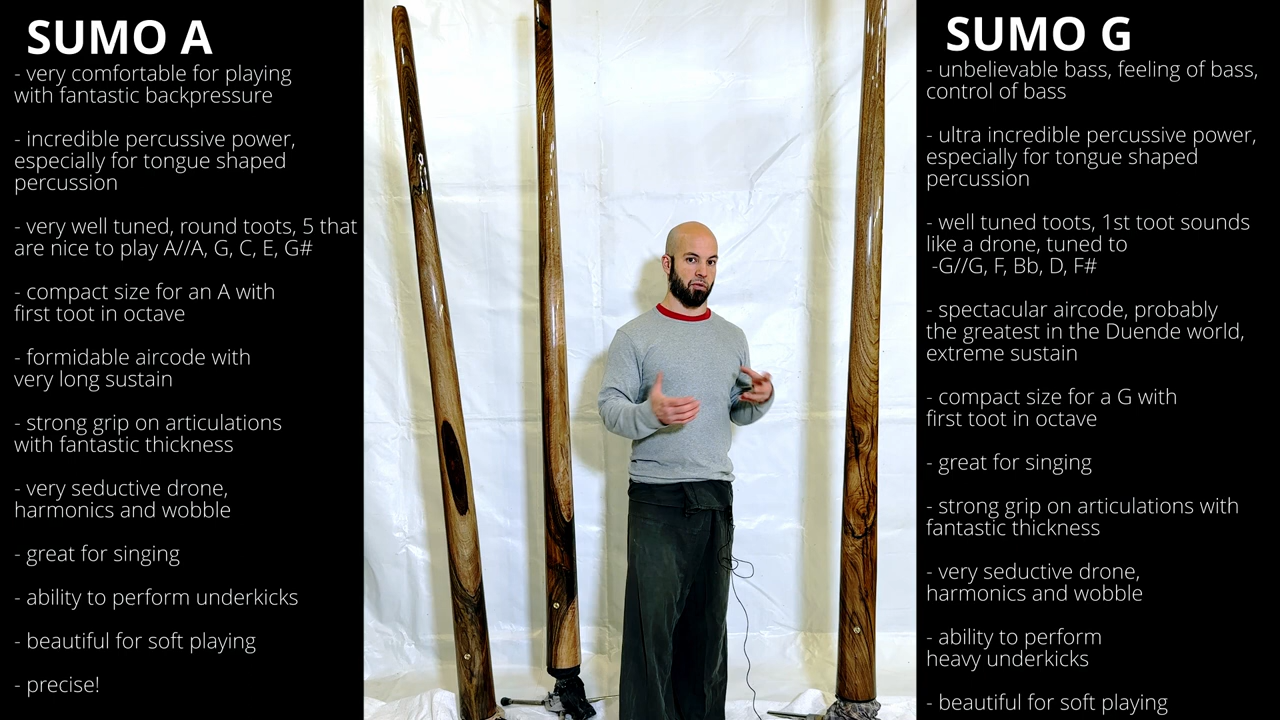 SUMO A
- very comfortable for playing
with fantastic backpressure
- incredible percussive power,
especially for tongue shaped
percussion
- very well tuned, round toots, 5 that
are nice to play A//A, G, C, E, G#
- compact size for an A with
first toot in octave
- formidable aircode with
very long sustain
- strong grip on articulations
with fantastic thickness
- very seductive drone,
harmonics and wobble
- great for singing
- ability to perform underkicks
- beautiful for soft playing
- precise!
SUMO G
- unbelievable bass, feeling of bass,
control of bass
- ultra incredible percussive power,
especially for tongue shaped
percussion
- well tuned toots, 1st toot sounds
like a drone, tuned to
-G//G, F, Bb, D, F#
- spectacular aircode, probably
the greatest in the Duende world,
extreme sustain
- compact size for a G with
first toot in octave
- great for singing
- strong grip on articulations with
fantastic thickness
- very seductive drone,
harmonics and wobble
- ability to perform
heavy underkicks
- beautiful for soft playing